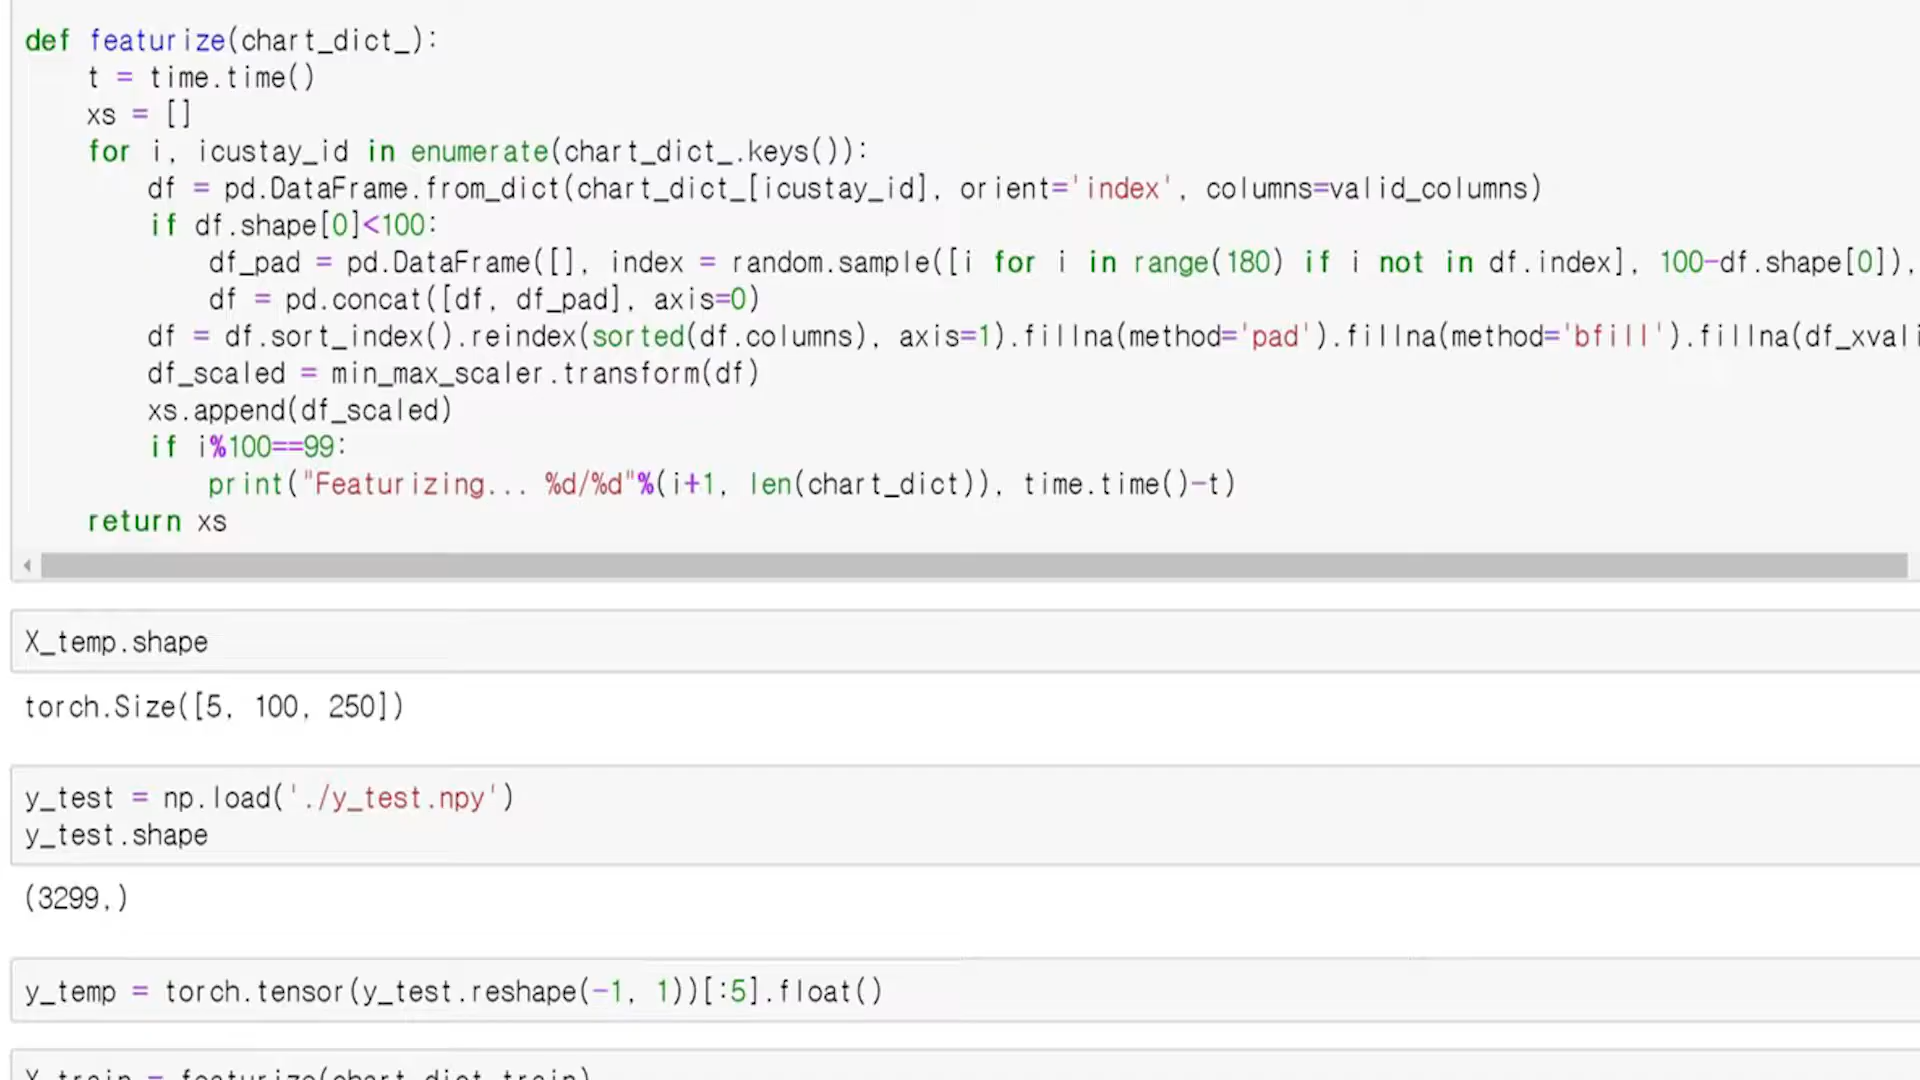 def featurize(chart_dict_):
    t = time.time()
    xs = []
    for i, icustay_id in enumerate(chart_dict_.keys()):
        df = pd.DataFrame.from_dict(chart_dict_[icustay_id], orient='index', columns=valid_columns)
        if df.shape[0]<100:
            df_pad = pd.DataFrame([], index = random.sample([i for i in range(180) if i not in df.index], 100-df.shape[0]),
            df = pd.concat([df, df_pad], axis=0)
        df = df.sort_index().reindex(sorted(df.columns), axis=1).fillna(method='pad').fillna(method='bfill').fillna(df_xvali
        df_scaled = min_max_scaler.transform(df)
        xs.append(df_scaled)
        if i%100==99:
            print("Featurizing... %d/%d"%(i+1, len(chart_dict)), time.time()-t)
    return xs
X_temp.shape
torch.Size([5, 100, 250])
y_test = np.load('./y_test.npy')
y_test.shape
(3299,)
y_temp = torch.tensor(y_test.reshape(-1, 1))[:5].float()
X_train = featurize(chart_dict_train)